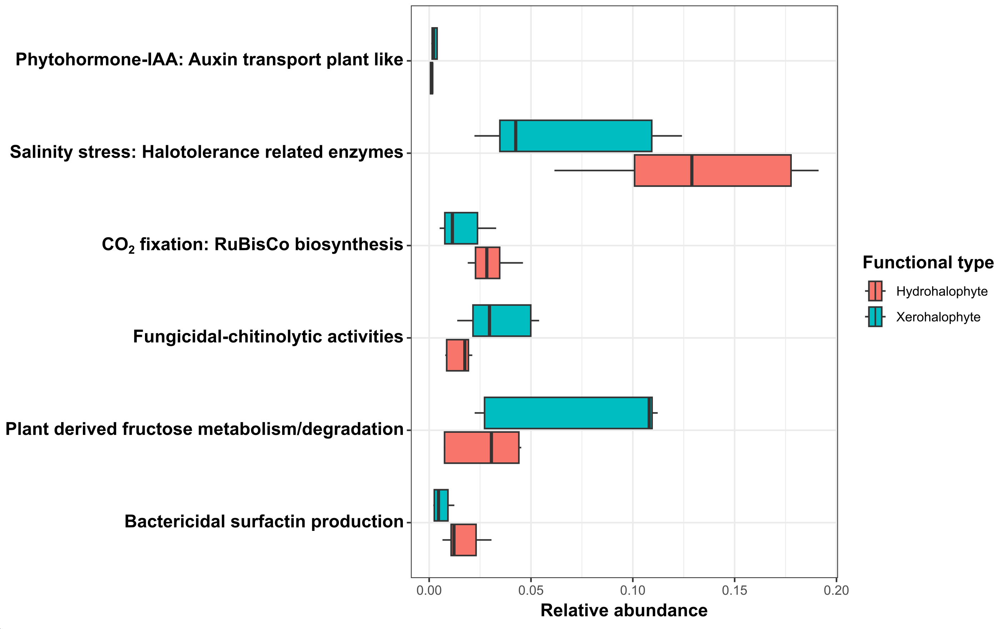 Phytohormone-IAA: Auxin transport plant like
Salinity stress: Halotolerance related enzymes
CO₂ fixation: RuBisCo biosynthesis
Fungicidal-chitinolytic activities
Plant derived fructose metabolism/degradation
Bactericidal surfactin production
0.00 0.05 0.10 0.15 0.20
Relative abundance
Functional type
Hydrohalophyte
Xerohalophyte